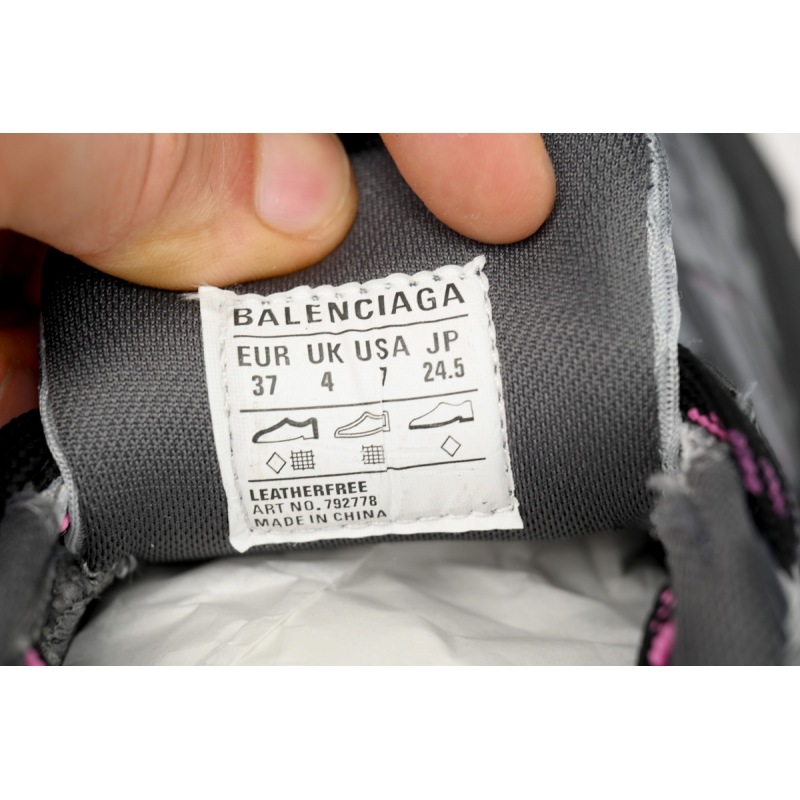 BALENCIAGA
EUR UK USA JP
37 4 7 24.5
LEATHERFREE
ART NO. 792778
MADE IN CHINA